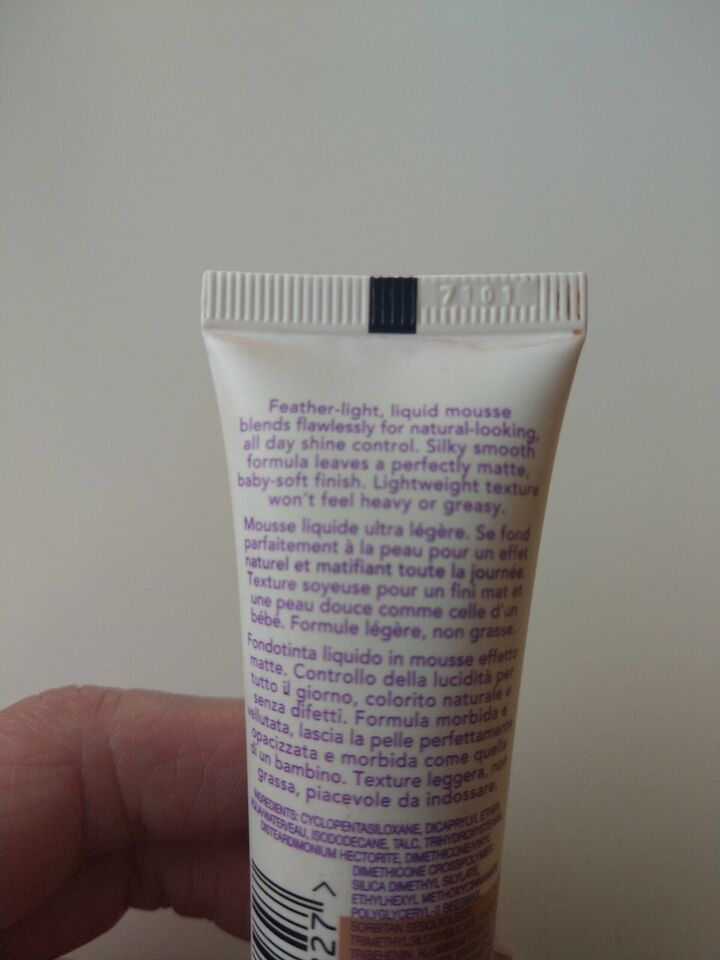 7101
Feather-light, liquid mousse
blends flawlessly for natural-looking,
all day shine control. Silky smooth
formula leaves a perfectly matte,
baby-soft finish. Lightweight texture
won't feel heavy or greasy.
Mousse liquide ultra légère. Se fond
parfaitement à la peau pour un effet
naturel et matifiant toute la journée.
Texture soyeuse pour un fini mat et
une peau douce comme celle d'un
bébé. Formule légère, non grasse.
Fondotinta liquido in mousse effetto
matte. Controllo della lucidità per
tutto il giorno, colorito naturale e
senza difetti. Formula morbida e
vellutata, lascia la pelle perfettamente
opacizzata e morbida come quella
di un bambino. Texture leggera, non
grassa, piacevole da indossare.
INGREDIENTS: CYCLOPENTASILOXANE, DICAPRYLYL ETHER,
AQUA/WATER/EAU, ISODODECANE, TALC,
DISTEARDIMONIUM HECTORITE, DIMETHICONE/VINYL
DIMETHICONE CROSSPOLYMER,
SILICA DIMETHYL SILYLATE,
ETHYLHEXYL
POLYGLYCERYL-3
SORBITAN
27 >